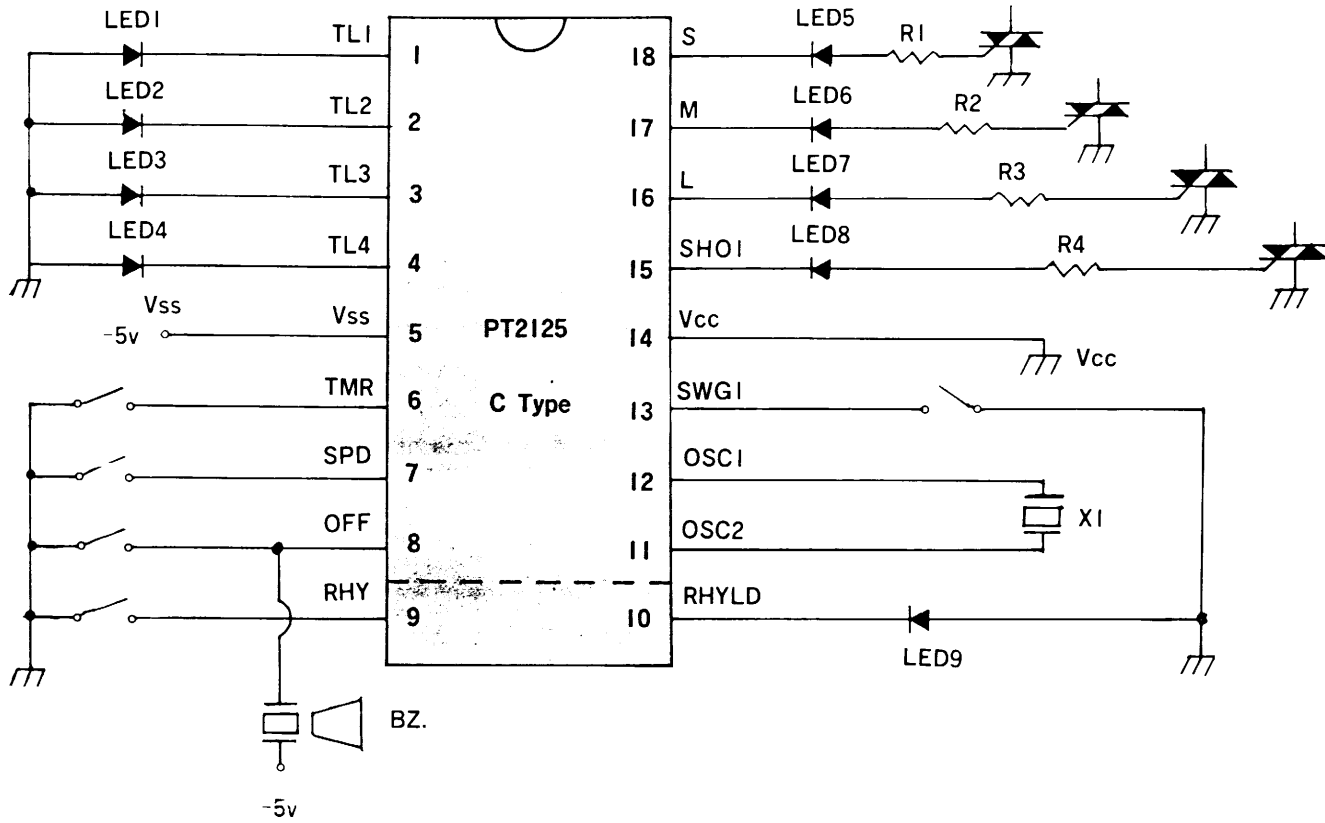 LED1
TL1
1
LED2
TL2
2
LED3
TL3
3
LED4
TL4
4
Vss
-5v
Vss
5
TMR
6
SPD
7
OFF
8
RHY
9
BZ.
-5v
PT2125
C Type
S
18
LED5
R1
M
17
LED6
R2
L
16
LED7
R3
SHO1
15
LED8
R4
Vcc
14
Vcc
SWG1
13
OSC1
12
X1
OSC2
11
RHYLD
10
LED9